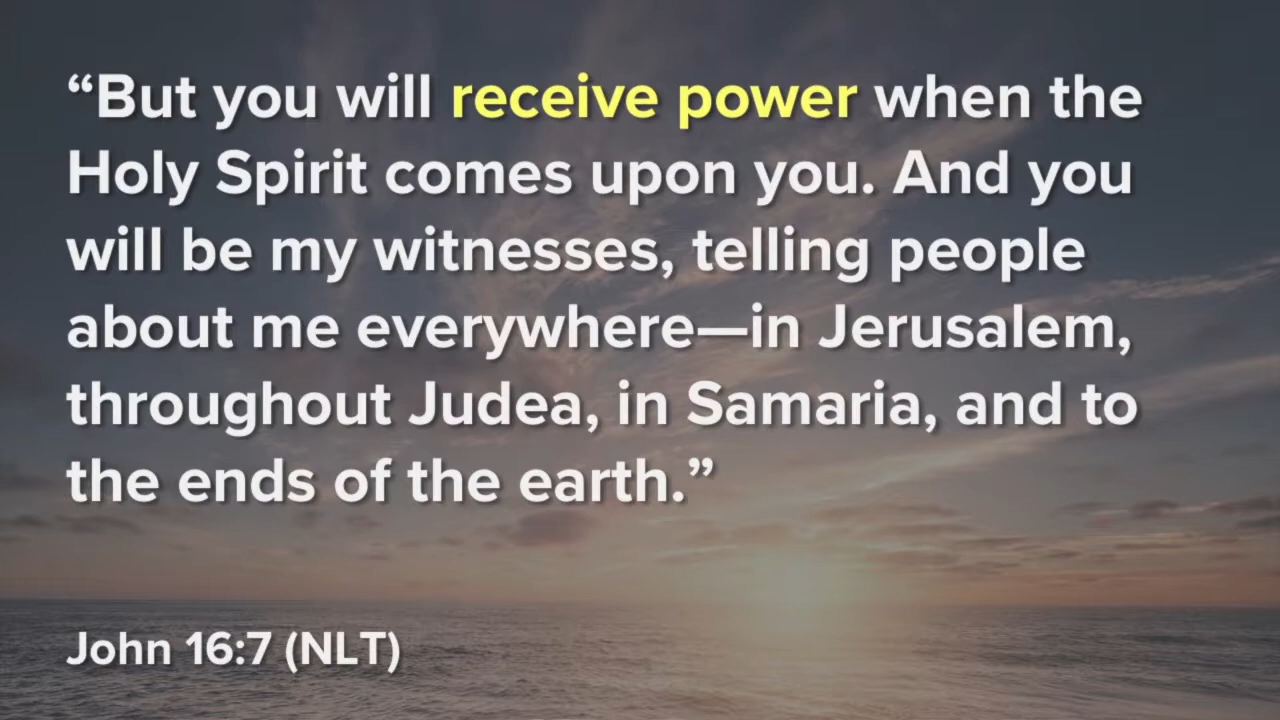 “But you will receive power when the
Holy Spirit comes upon you. And you
will be my witnesses, telling people
about me everywhere—in Jerusalem,
throughout Judea, in Samaria, and to
the ends of the earth.”
John 16:7 (NLT)